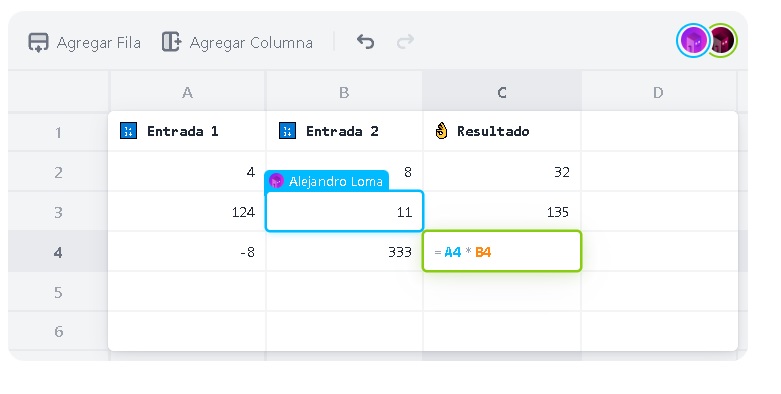 Agregar Fila Agregar Columna
A B C D
1 🔢 Entrada 1 🔢 Entrada 2 👌 Resultado
2 4 8 32
Alejandro Loma
3 124 11 135
4 -8 333 = A4 * B4
5
6